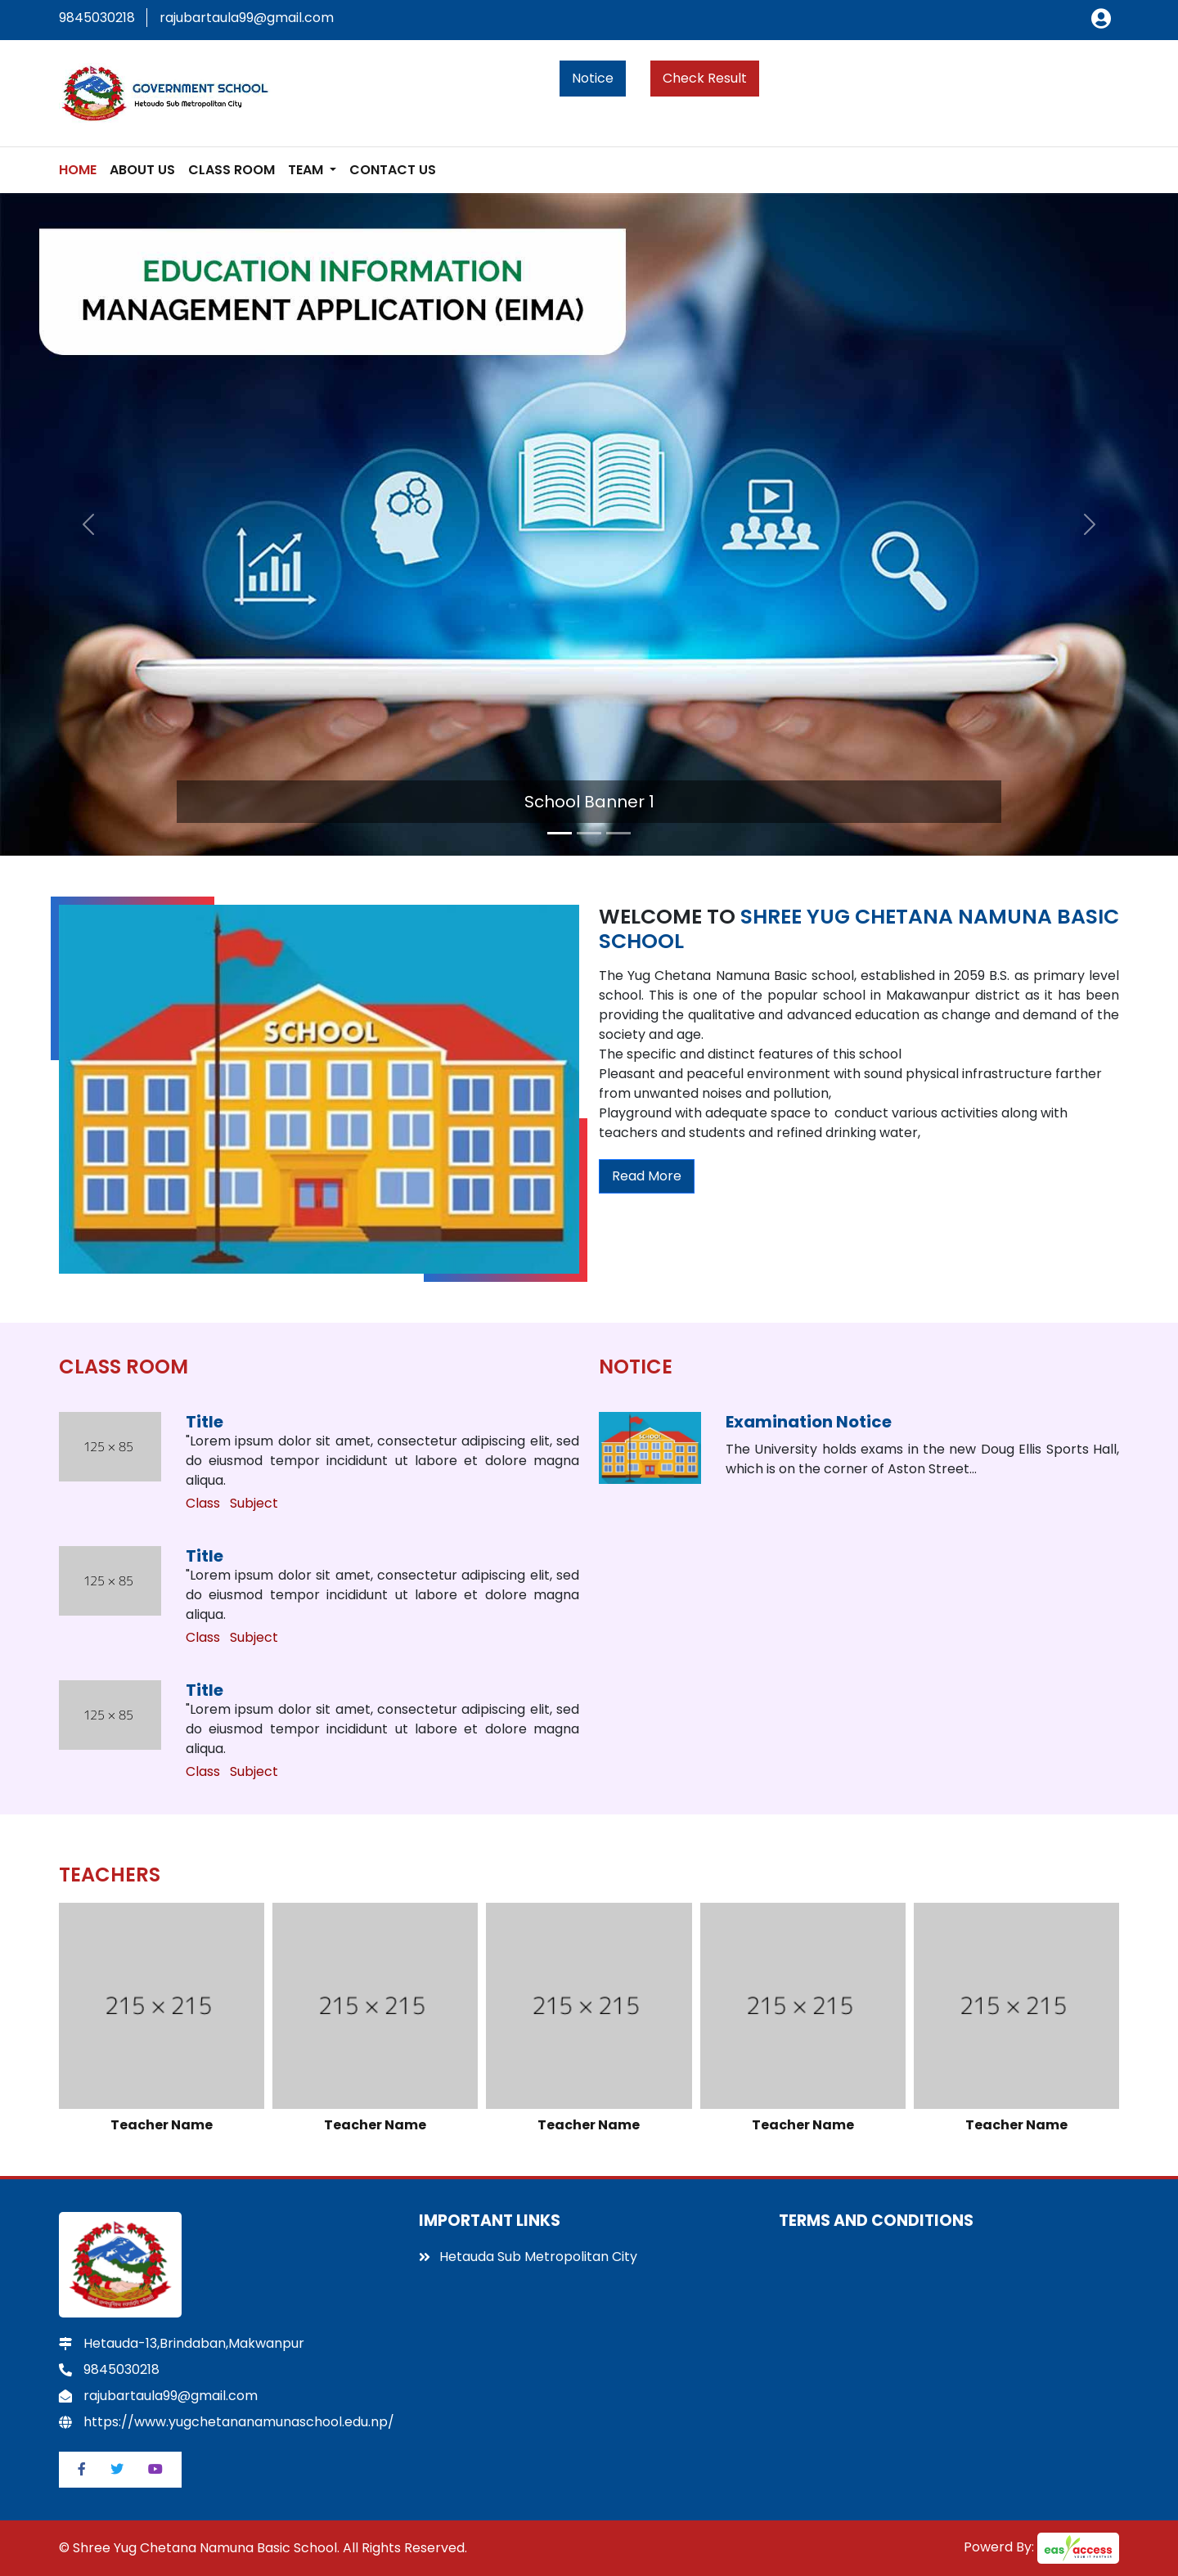 9845030218 rajubartaula99@gmail.com
GOVERNMENT SCHOOL
Hetouda Sub Metropolitan City
Notice Check Result
HOME ABOUT US CLASS ROOM TEAM CONTACT US
EDUCATION INFORMATION
MANAGEMENT APPLICATION (EIMA)
School Banner 1
SCHOOL
WELCOME TO SHREE YUG CHETANA NAMUNA BASIC
SCHOOL
The Yug Chetana Namuna Basic school, established in 2059 B.S. as primary level
school. This is one of the popular school in Makawanpur district as it has been
providing the qualitative and advanced education as change and demand of the
society and age.
The specific and distinct features of this school
Pleasant and peaceful environment with sound physical infrastructure farther
from unwanted noises and pollution,
Playground with adequate space to conduct various activities along with
teachers and students and refined drinking water,
Read More
CLASS ROOM
125 × 85
Title
"Lorem ipsum dolor sit amet, consectetur adipiscing elit, sed
do eiusmod tempor incididunt ut labore et dolore magna
aliqua.
Class Subject
125 × 85
Title
"Lorem ipsum dolor sit amet, consectetur adipiscing elit, sed
do eiusmod tempor incididunt ut labore et dolore magna
aliqua.
Class Subject
125 × 85
Title
"Lorem ipsum dolor sit amet, consectetur adipiscing elit, sed
do eiusmod tempor incididunt ut labore et dolore magna
aliqua.
Class Subject
NOTICE
SCHOOL
Examination Notice
The University holds exams in the new Doug Ellis Sports Hall,
which is on the corner of Aston Street...
TEACHERS
215 × 215 215 × 215 215 × 215 215 × 215 215 × 215
Teacher Name Teacher Name Teacher Name Teacher Name Teacher Name
Hetauda-13,Brindaban,Makwanpur
9845030218
rajubartaula99@gmail.com
https://www.yugchetananamunaschool.edu.np/
IMPORTANT LINKS
Hetauda Sub Metropolitan City
TERMS AND CONDITIONS
© Shree Yug Chetana Namuna Basic School. All Rights Reserved.
Powerd By: easy access